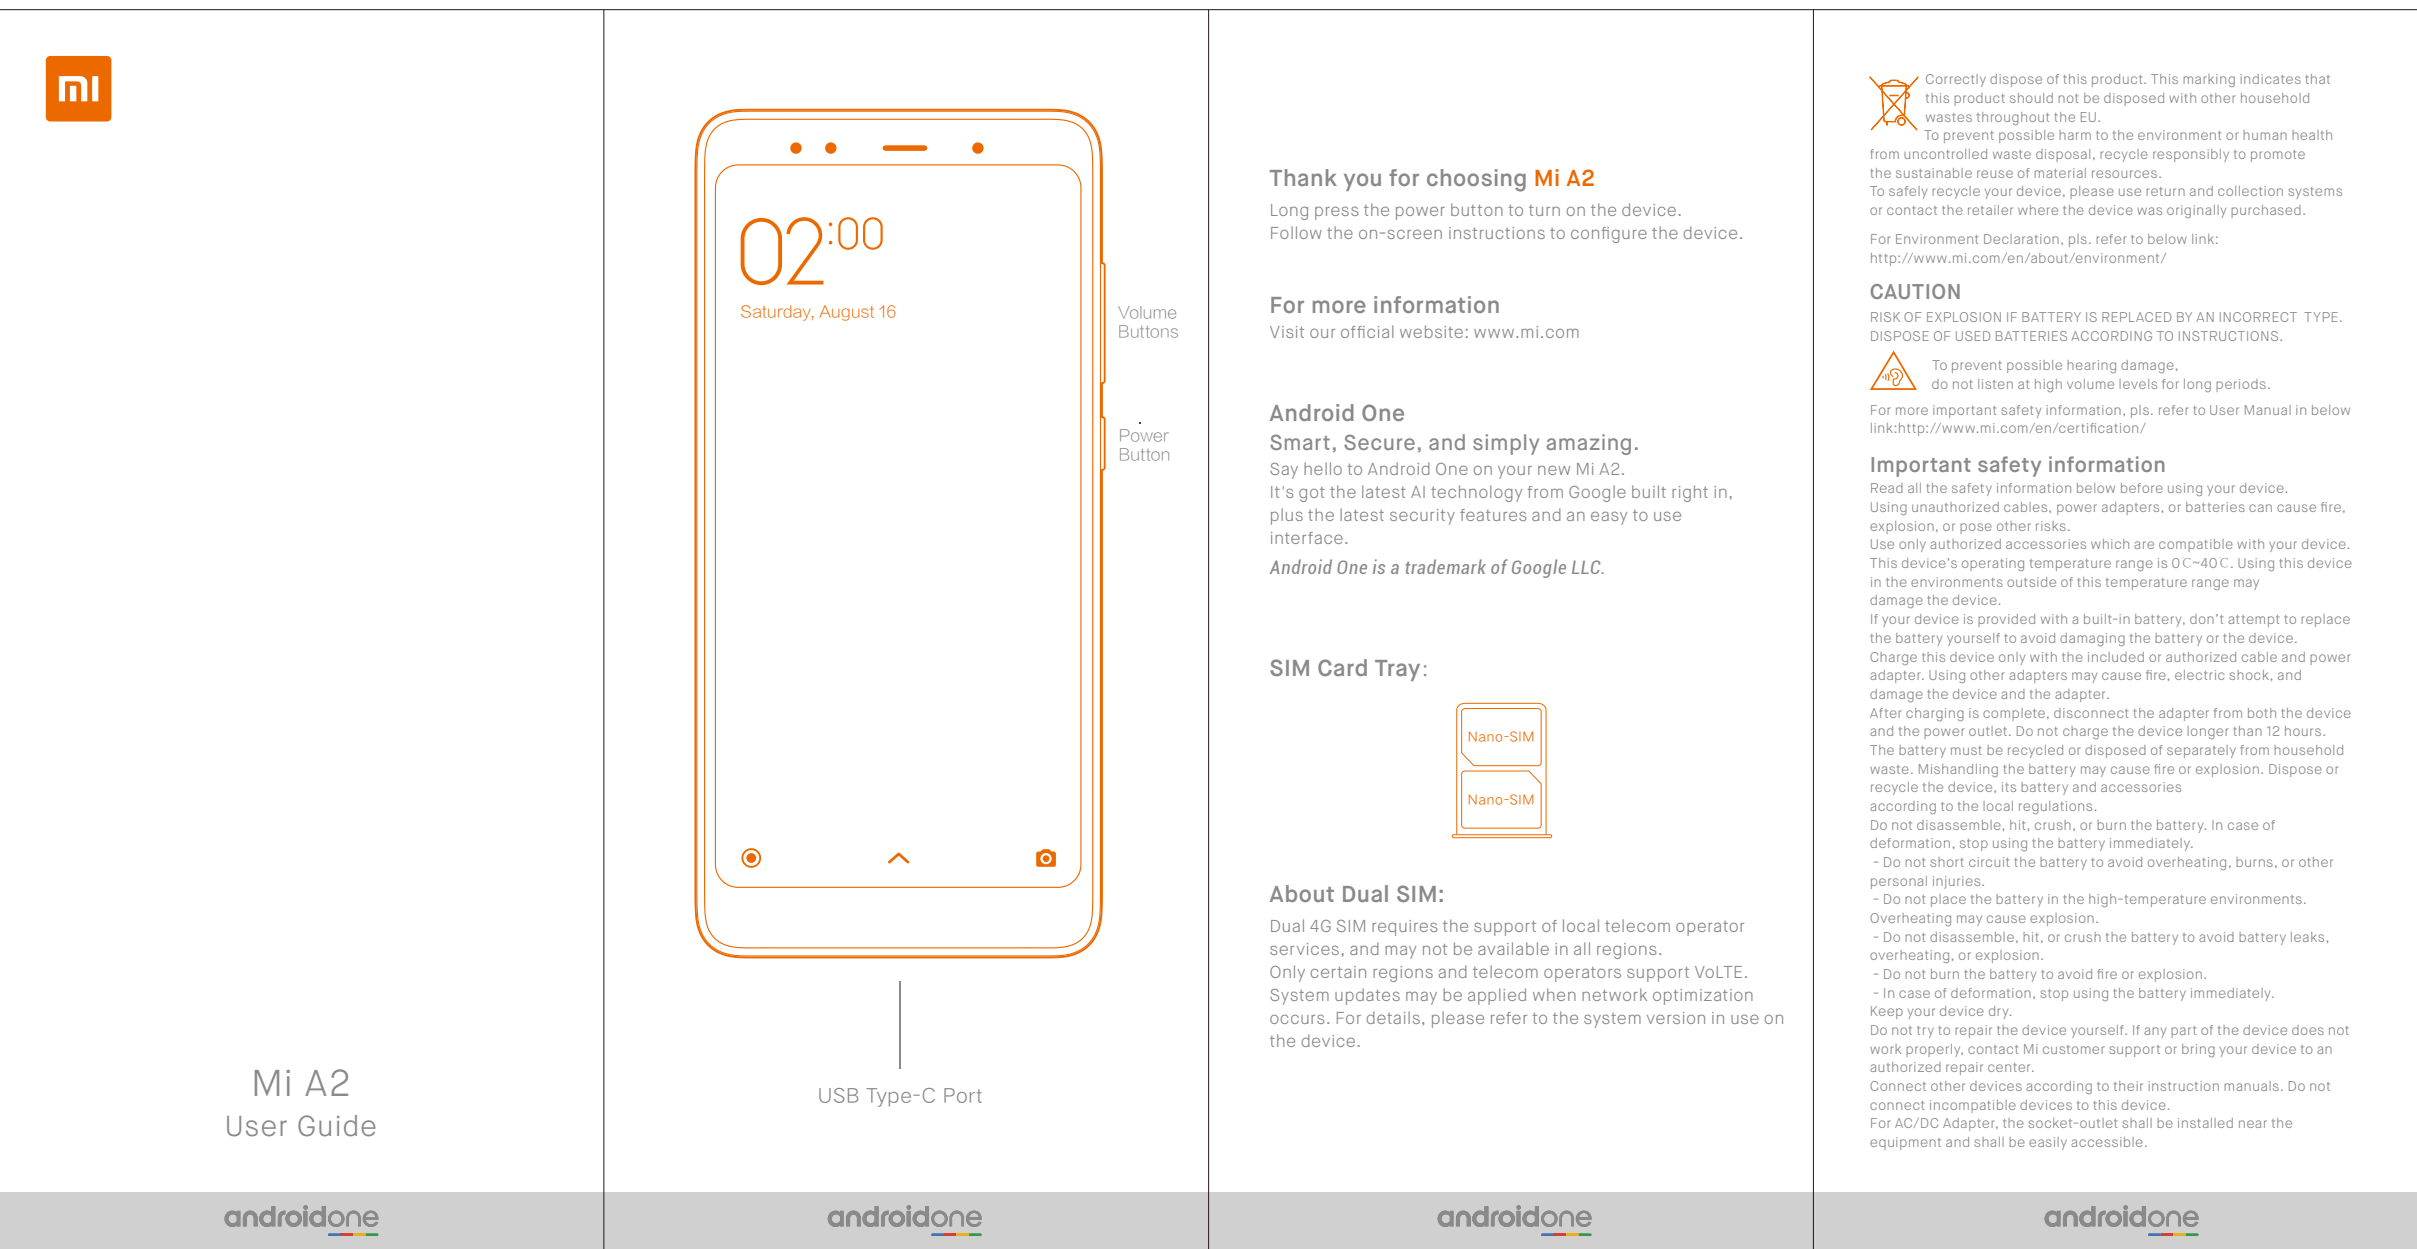 mi
Mi A2
User Guide
androidone
02:00
Saturday, August 16
Volume
Buttons
Power
Button
USB Type-C Port
androidone
Thank you for choosing Mi A2
Long press the power button to turn on the device.
Follow the on-screen instructions to configure the device.
For more information
Visit our official website: www.mi.com
Android One
Smart, Secure, and simply amazing.
Say hello to Android One on your new Mi A2.
It's got the latest AI technology from Google built right in,
plus the latest security features and an easy to use
interface.
Android One is a trademark of Google LLC.
SIM Card Tray:
Nano-SIM
Nano-SIM
About Dual SIM:
Dual 4G SIM requires the support of local telecom operator
services, and may not be available in all regions.
Only certain regions and telecom operators support VoLTE.
System updates may be applied when network optimization
occurs. For details, please refer to the system version in use on
the device.
androidone
Correctly dispose of this product. This marking indicates that
this product should not be disposed with other household
wastes throughout the EU.
To prevent possible harm to the environment or human health
from uncontrolled waste disposal, recycle responsibly to promote
the sustainable reuse of material resources.
To safely recycle your device, please use return and collection systems
or contact the retailer where the device was originally purchased.
For Environment Declaration, pls. refer to below link:
http://www.mi.com/en/about/environment/
CAUTION
RISK OF EXPLOSION IF BATTERY IS REPLACED BY AN INCORRECT TYPE.
DISPOSE OF USED BATTERIES ACCORDING TO INSTRUCTIONS.
To prevent possible hearing damage,
do not listen at high volume levels for long periods.
For more important safety information, pls. refer to User Manual in below
link:http://www.mi.com/en/certification/
Important safety information
Read all the safety information below before using your device.
Using unauthorized cables, power adapters, or batteries can cause fire,
explosion, or pose other risks.
Use only authorized accessories which are compatible with your device.
This device's operating temperature range is 0℃~40℃. Using this device
in the environments outside of this temperature range may
damage the device.
If your device is provided with a built-in battery, don't attempt to replace
the battery yourself to avoid damaging the battery or the device.
Charge this device only with the included or authorized cable and power
adapter. Using other adapters may cause fire, electric shock, and
damage the device and the adapter.
After charging is complete, disconnect the adapter from both the device
and the power outlet. Do not charge the device longer than 12 hours.
The battery must be recycled or disposed of separately from household
waste. Mishandling the battery may cause fire or explosion. Dispose or
recycle the device, its battery and accessories
according to the local regulations.
Do not disassemble, hit, crush, or burn the battery. In case of
deformation, stop using the battery immediately.
- Do not short circuit the battery to avoid overheating, burns, or other
personal injuries.
- Do not place the battery in the high-temperature environments.
Overheating may cause explosion.
- Do not disassemble, hit, or crush the battery to avoid battery leaks,
overheating, or explosion.
- Do not burn the battery to avoid fire or explosion.
- In case of deformation, stop using the battery immediately.
Keep your device dry.
Do not try to repair the device yourself. If any part of the device does not
work properly, contact Mi customer support or bring your device to an
authorized repair center.
Connect other devices according to their instruction manuals. Do not
connect incompatible devices to this device.
For AC/DC Adapter, the socket-outlet shall be installed near the
equipment and shall be easily accessible.
androidone